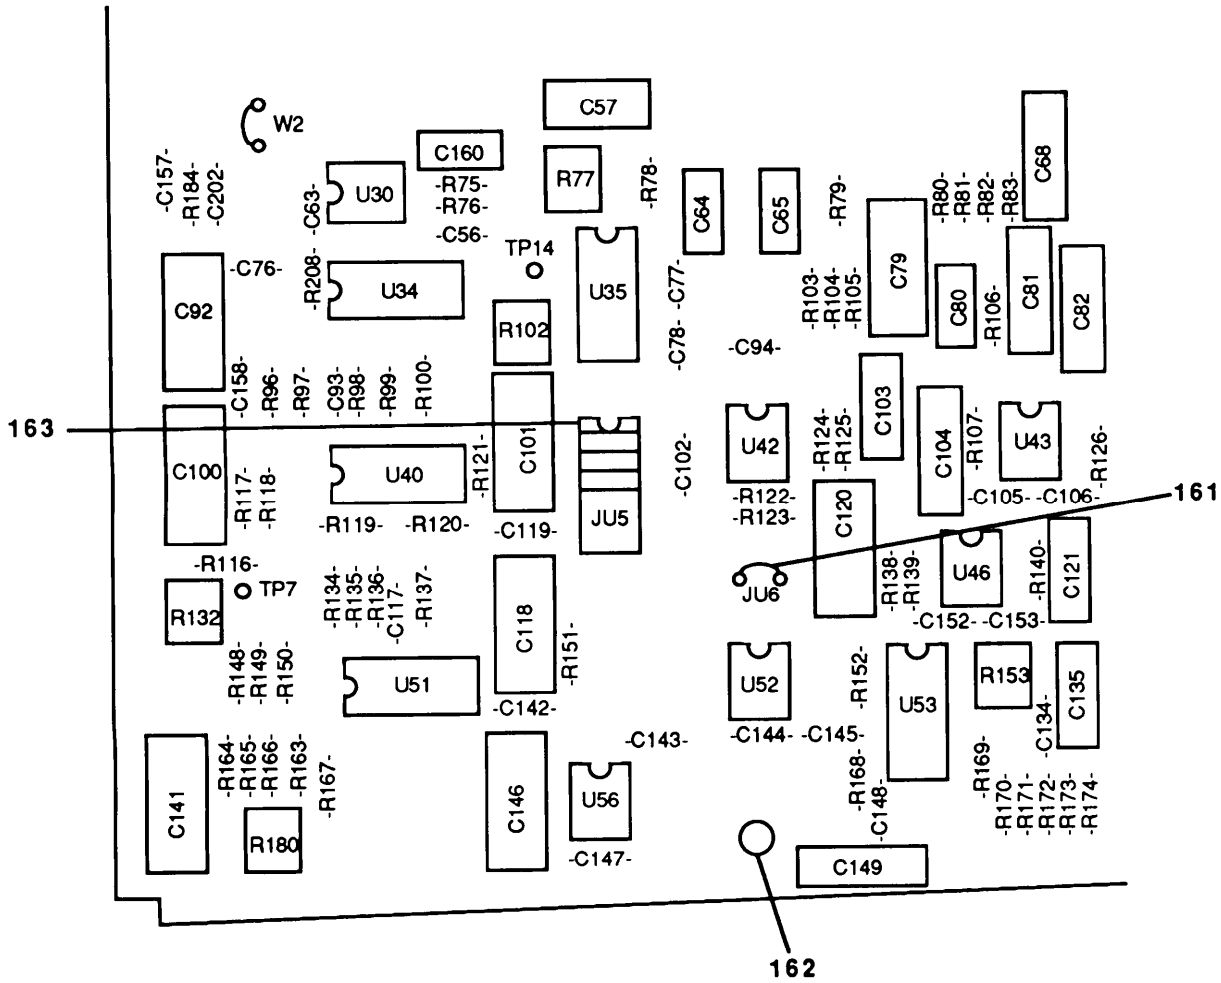 C57
W2
C68
C160
-C157-
-R184-
-C202-
U30
-C63-
-R75-
-R76-
-C56-
R77
-R78-
C64
C65
-R79-
-R80-
-R81-
-R82-
-R83-
TP14
C92
-C76-
-R208-
U34
U35
-C77-
-C78-
-R103-
-R104-
-R105-
C79
C80
-R106-
C81
C82
R102
-C94-
-C158-
-R96-
-R97-
-C93-
-R98-
-R99-
-R100-
C103
163
C100
-R117-
-R118-
U40
-R121-
C101
-C102-
U42
-R124-
-R125-
C104
-R107-
U43
-R126-
-R119-
-R120-
-C119-
JU5
-R122-
-R123-
C120
-C105-
-C106-
161
-R116-
R132
TP7
-R134-
-R135-
-R136-
-C117-
-R137-
C118
-R151-
JU6
-R138-
-R139-
U46
-R140-
C121
-C152-
-C153-
-R148-
-R149-
-R150-
U51
-C142-
U52
-R152-
U53
R153
-C134-
C135
-C143-
-C144-
-C145-
C141
-R164-
-R165-
-R166-
-R163-
-R167-
R180
C146
U56
-C147-
-R168-
-C148-
-R169-
-R170-
-R171-
-R172-
-R173-
-R174-
C149
162